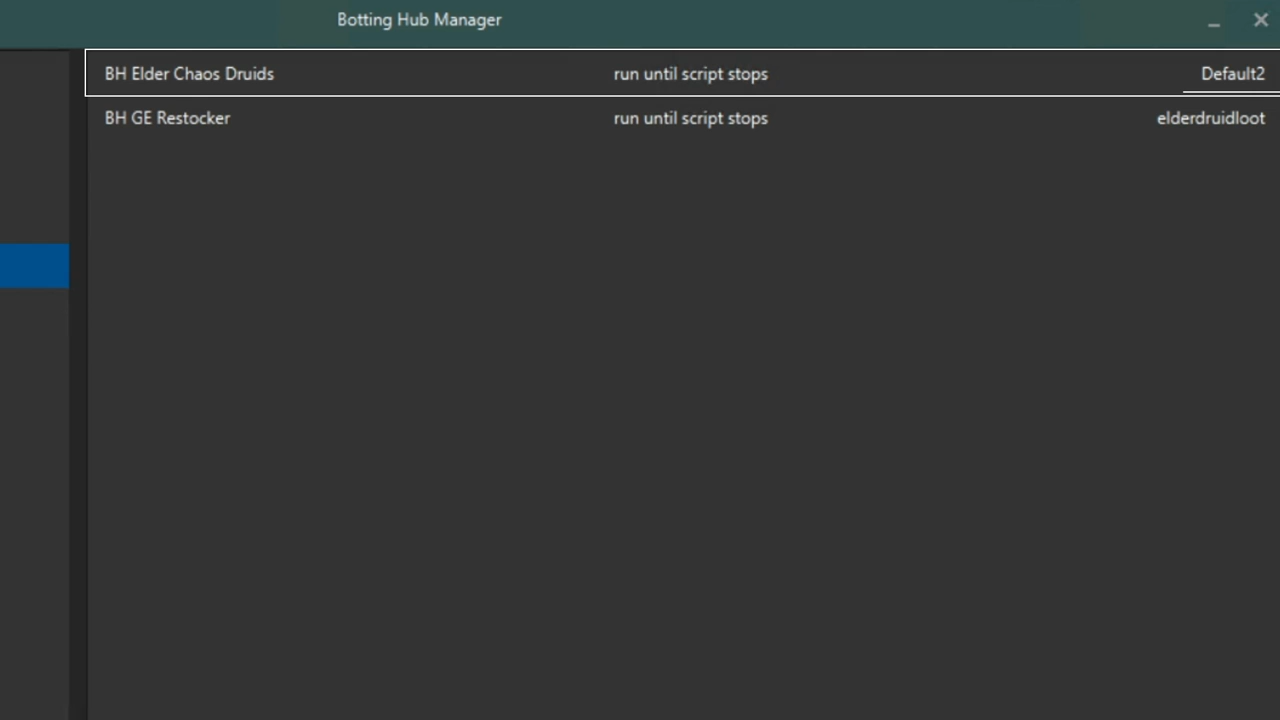 Botting Hub Manager
BH Elder Chaos Druids run until script stops Default2
BH GE Restocker run until script stops elderdruidloot